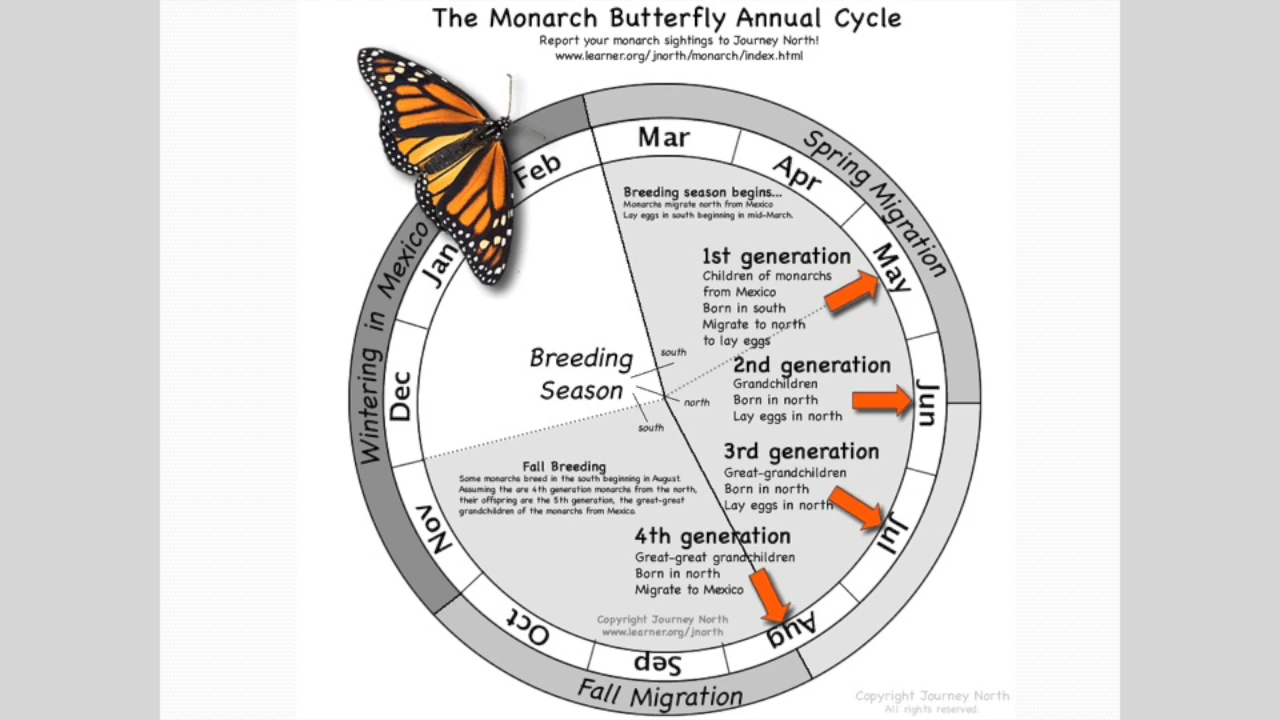 The Monarch Butterfly Annual Cycle
Report your monarch sightings to Journey North!
www.learner.org/jnorth/monarch/index.html
Mar
Apr
May
Jun
Jul
Aug
Sep
Oct
Nov
Dec
Jan
Feb
Spring Migration
Fall Migration
Wintering in Mexico
Breeding season begins...
Monarchs migrate north from Mexico
Lay eggs in south beginning in mid-March.
1st generation
Children of monarchs
from Mexico
Born in south
Migrate to north
to lay eggs
2nd generation
Grandchildren
Born in north
Lay eggs in north
3rd generation
Great-grandchildren
Born in north
Lay eggs in north
4th generation
Great-great grandchildren
Born in north
Migrate to Mexico
Breeding
Season
south
north
south
Fall Breeding
Some monarchs breed in the south beginning in August.
Assuming the are 4th generation monarchs from the north,
their offspring are the 5th generation, the great-great
grandchildren of the monarchs from Mexico.
Copyright Journey North
www.learner.org/jnorth
Copyright Journey North
All rights reserved.